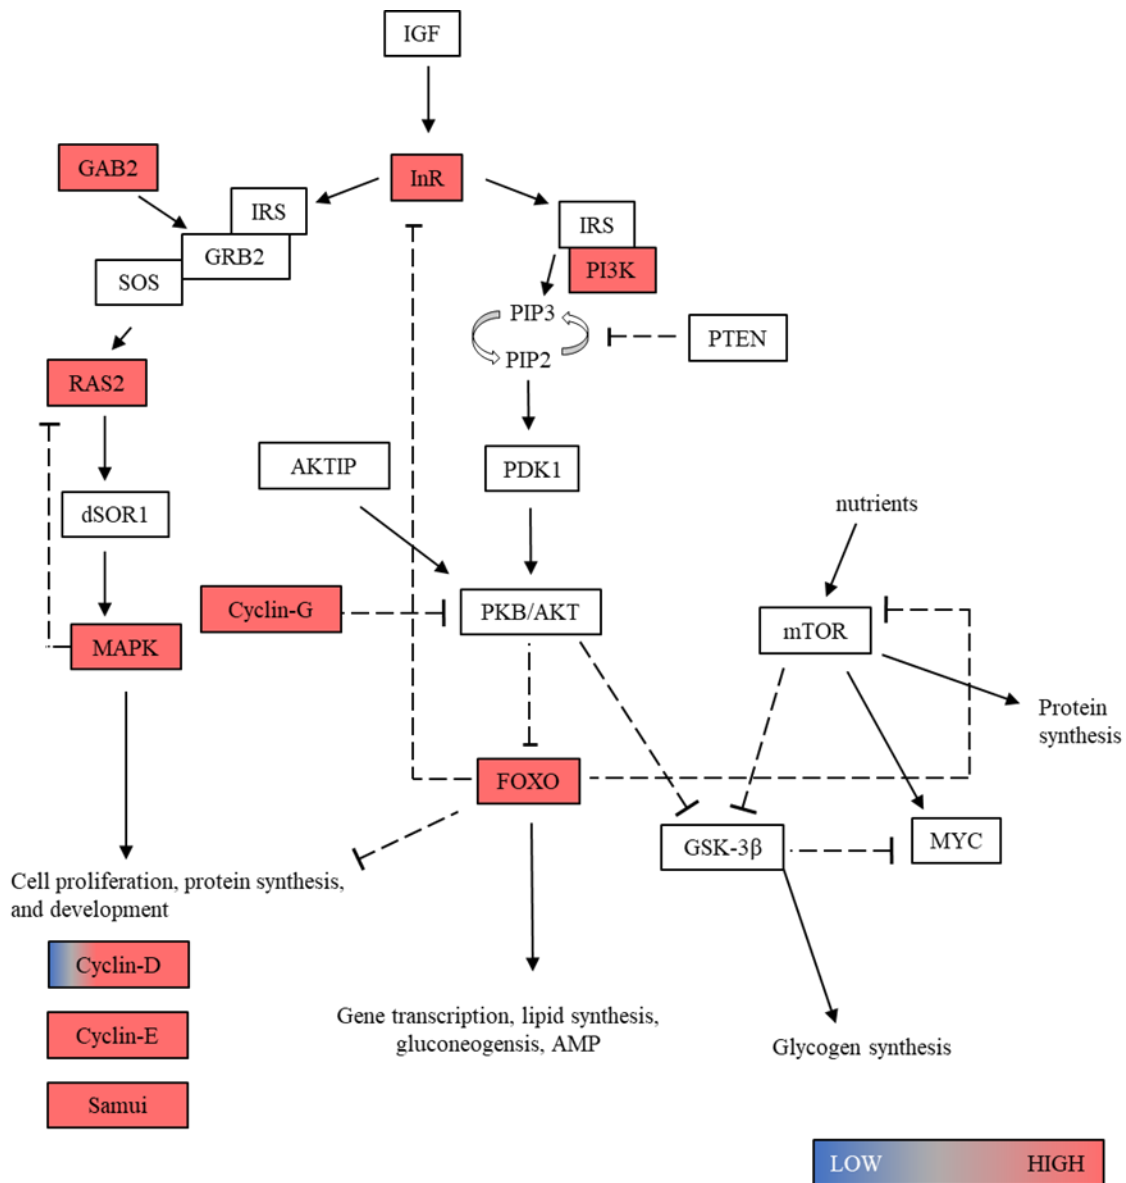 IGF
GAB2
InR
IRS
IRS
GRB2
PI3K
SOS
PIP3
PTEN
PIP2
RAS2
AKTIP
PDK1
nutrients
dSOR1
Cyclin-G
PKB/AKT
mTOR
MAPK
Protein
synthesis
FOXO
GSK-3β
MYC
Cell proliferation, protein synthesis,
and development
Cyclin-D
Cyclin-E
Samui
Gene transcription, lipid synthesis,
gluconeogensis, AMP
Glycogen synthesis
LOW HIGH